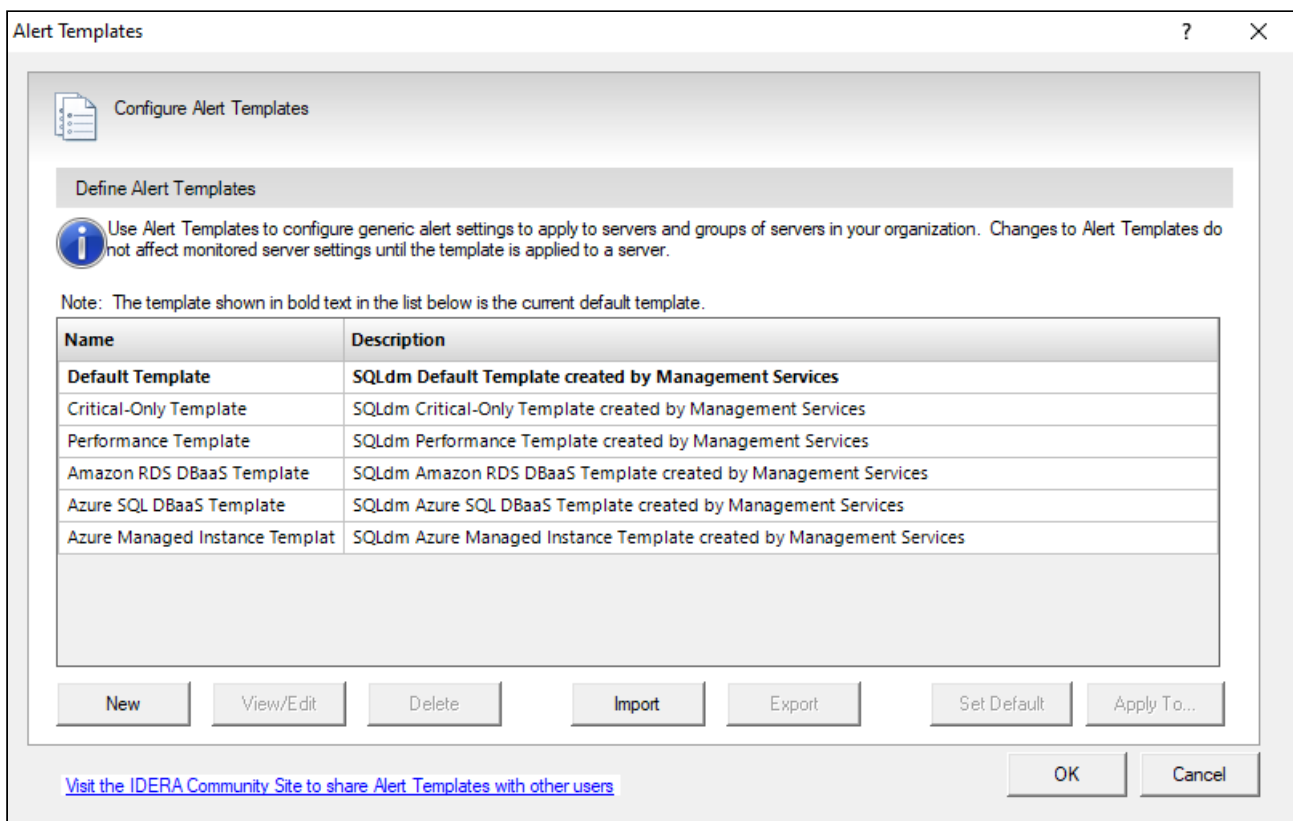 Alert Templates ?
Configure Alert Templates
Define Alert Templates
Use Alert Templates to configure generic alert settings to apply to servers and groups of servers in your organization.  Changes to Alert Templates do
not affect monitored server settings until the template is applied to a server.
Note:  The template shown in bold text in the list below is the current default template.
Name Description
Default Template SQLdm Default Template created by Management Services
Critical-Only Template SQLdm Critical-Only Template created by Management Services
Performance Template SQLdm Performance Template created by Management Services
Amazon RDS DBaaS Template SQLdm Amazon RDS DBaaS Template created by Management Services
Azure SQL DBaaS Template SQLdm Azure SQL DBaaS Template created by Management Services
Azure Managed Instance Templat SQLdm Azure Managed Instance Template created by Management Services
New View/Edit Delete Import Export Set Default Apply To...
OK Cancel
Visit the IDERA Community Site to share Alert Templates with other users